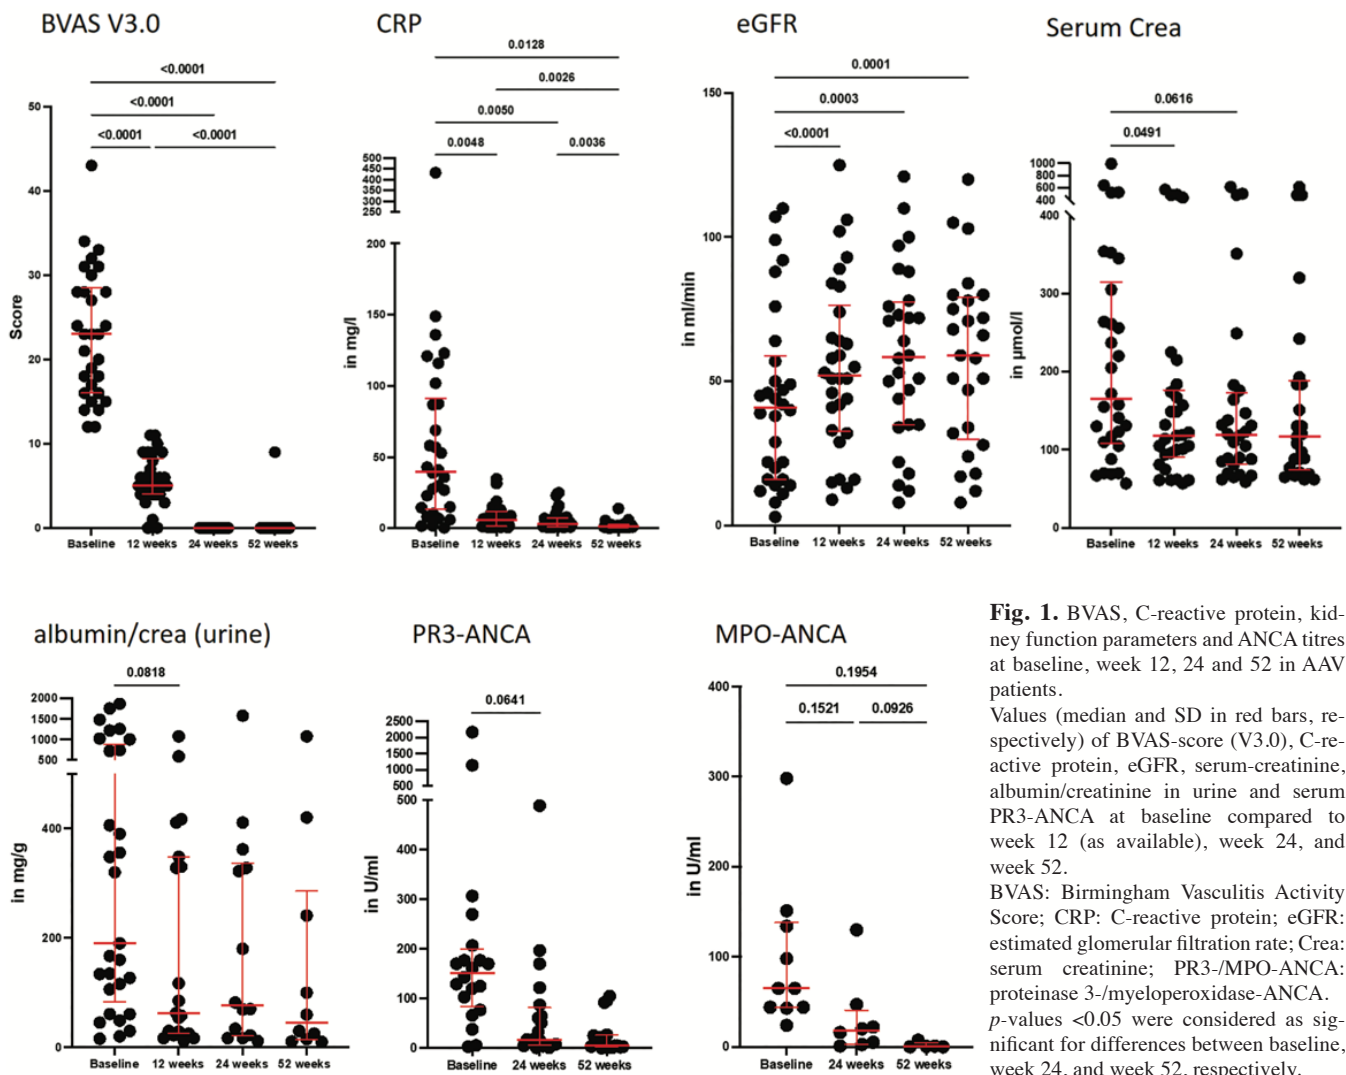 BVAS V3.0
<0.0001
<0.0001
<0.0001 <0.0001
50
40
30
20
10
0
Score
Baseline 12 weeks 24 weeks 52 weeks
CRP
0.0128
0.0026
0.0050
0.0048 0.0036
500
450
400
350
300
250
200
150
100
50
0
in mg/l
Baseline 12 weeks 24 weeks 52 weeks
eGFR
0.0001
0.0003
<0.0001
150
100
50
0
in ml/min
Baseline 12 weeks 24 weeks 52 weeks
Serum Crea
0.0616
0.0491
1000
800
600
400
400
300
200
100
0
in µmol/l
Baseline 12 weeks 24 weeks 52 weeks
albumin/crea (urine)
0.0818
2000
1500
1000
500
400
200
0
in mg/g
Baseline 12 weeks 24 weeks 52 weeks
PR3-ANCA
0.0641
2500
2000
1500
1000
500
500
400
300
200
100
0
in U/ml
Baseline 24 weeks 52 weeks
MPO-ANCA
0.1954
0.1521 0.0926
400
300
200
100
0
in U/ml
Baseline 24 weeks 52 weeks
Fig. 1. BVAS, C-reactive protein, kid-
ney function parameters and ANCA titres
at baseline, week 12, 24 and 52 in AAV
patients.
Values (median and SD in red bars, re-
spectively) of BVAS-score (V3.0), C-re-
active protein, eGFR, serum-creatinine,
albumin/creatinine in urine and serum
PR3-ANCA at baseline compared to
week 12 (as available), week 24, and
week 52.
BVAS: Birmingham Vasculitis Activity
Score; CRP: C-reactive protein; eGFR:
estimated glomerular filtration rate; Crea:
serum creatinine; PR3-/MPO-ANCA:
proteinase 3-/myeloperoxidase-ANCA.
p-values <0.05 were considered as sig-
nificant for differences between baseline,
week 24, and week 52, respectively.